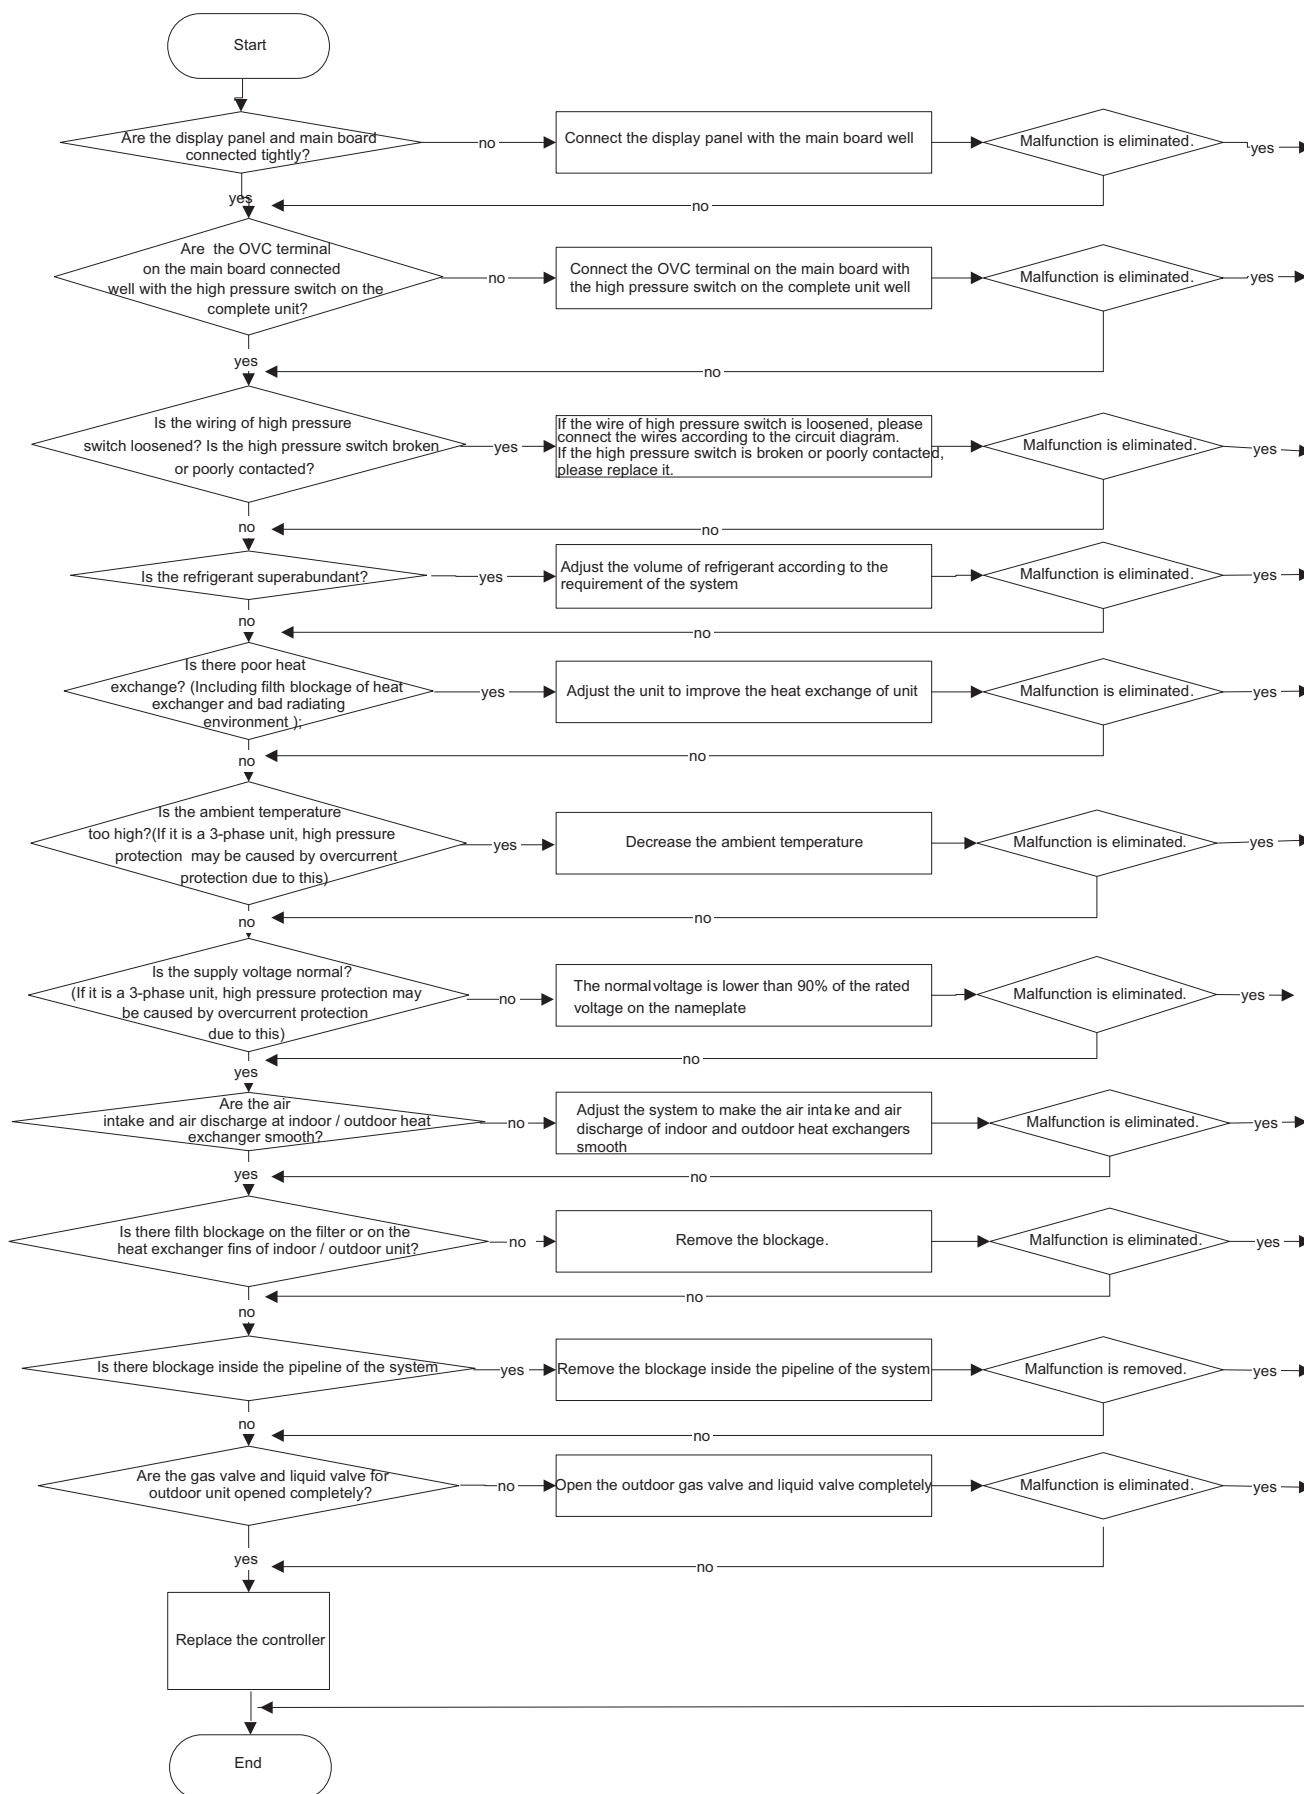 Start
Are the display panel and main board
connected tightly?
no
Connect the display panel with the main board well
Malfunction is eliminated.
yes
yes
no
Are the OVC terminal
on the main board connected
well with the high pressure switch on the
complete unit?
no
Connect the OVC terminal on the main board with
the high pressure switch on the complete unit well
Malfunction is eliminated.
yes
yes
no
Is the wiring of high pressure
switch loosened? Is the high pressure switch broken
or poorly contacted?
yes
If the wire of high pressure switch is loosened, please
connect the wires according to the circuit diagram.
If the high pressure switch is broken or poorly contacted,
please replace it.
Malfunction is eliminated.
yes
no
no
Is the refrigerant superabundant?
yes
Adjust the volume of refrigerant according to the
requirement of the system
Malfunction is eliminated.
yes
no
no
Is there poor heat
exchange? (Including filth blockage of heat
exchanger and bad radiating
environment );
yes
Adjust the unit to improve the heat exchange of unit
Malfunction is eliminated.
yes
no
no
Is the ambient temperature
too high?(If it is a 3-phase unit, high pressure
protection may be caused by overcurrent
protection due to this)
yes
Decrease the ambient temperature
Malfunction is eliminated.
yes
no
no
Is the supply voltage normal?
(If it is a 3-phase unit, high pressure protection may
be caused by overcurrent protection
due to this)
no
The normal voltage is lower than 90% of the rated
voltage on the nameplate
Malfunction is eliminated.
yes
yes
no
Are the air
intake and air discharge at indoor / outdoor heat
exchanger smooth?
no
Adjust the system to make the air intake and air
discharge of indoor and outdoor heat exchangers
smooth
Malfunction is eliminated.
yes
yes
no
Is there filth blockage on the filter or on the
heat exchanger fins of indoor / outdoor unit?
no
Remove the blockage.
Malfunction is eliminated.
yes
no
no
Is there blockage inside the pipeline of the system
yes
Remove the blockage inside the pipeline of the system
Malfunction is removed.
yes
no
no
Are the gas valve and liquid valve for
outdoor unit opened completely?
no
Open the outdoor gas valve and liquid valve completely
Malfunction is eliminated.
yes
yes
no
Replace the controller
End